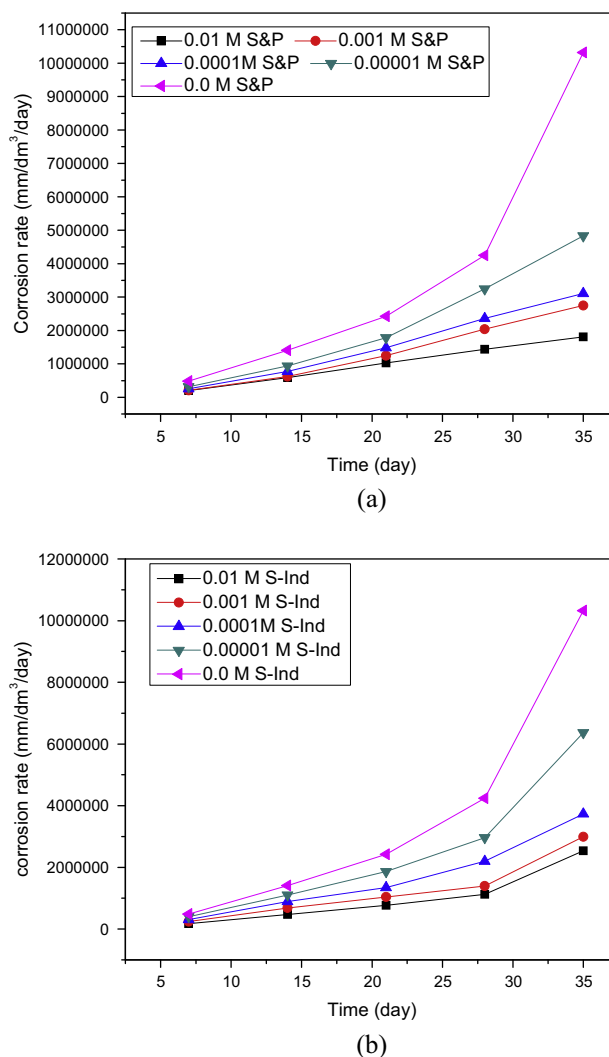 11000000
10000000
9000000
8000000
7000000
6000000
5000000
4000000
3000000
2000000
1000000
0
Corrosion rate (mm/dm³/day)
0.01 M S&P 0.001 M S&P
0.0001M S&P 0.00001 M S&P
0.0 M S&P
5 10 15 20 25 30 35
Time (day)
(a)
12000000
10000000
8000000
6000000
4000000
2000000
0
corrosion rate (mm/dm³/day)
0.01 M S-Ind
0.001 M S-Ind
0.0001M S-Ind
0.00001 M S-Ind
0.0 M S-Ind
5 10 15 20 25 30 35
Time (day)
(b)